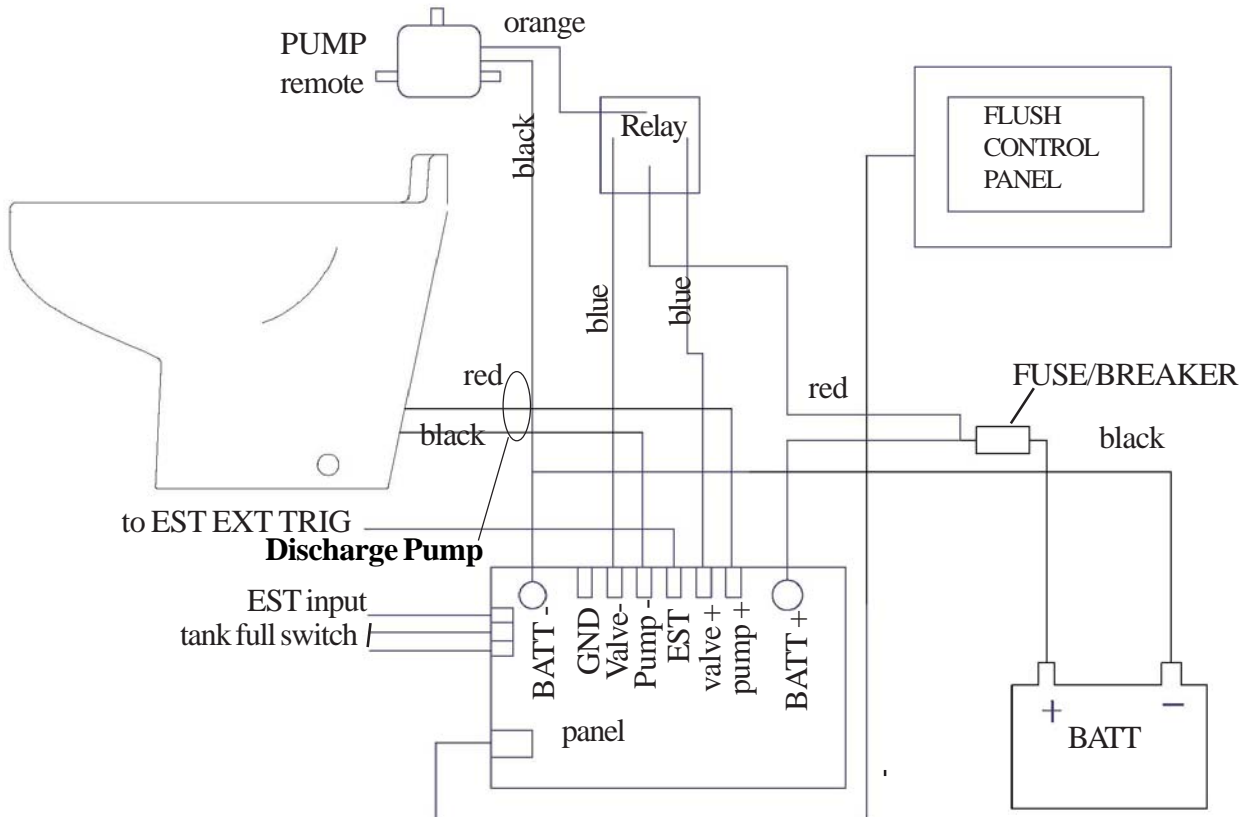 orange
PUMP
remote
black
Relay
FLUSH
CONTROL
PANEL
blue
blue
red
black
red
FUSE/BREAKER
black
to EST EXT TRIG
Discharge Pump
EST input
tank full switch
BATT -
GND
Valve-
Pump -
EST
valve +
pump +
BATT +
panel
+
−
BATT